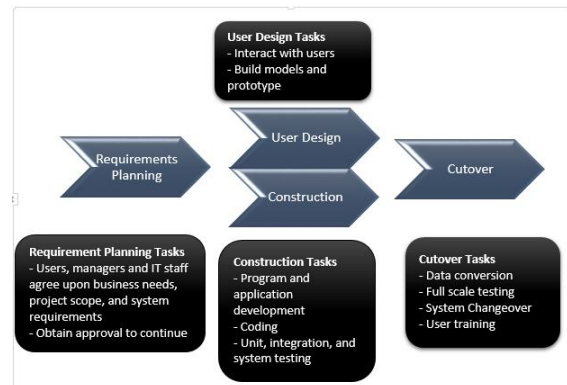 User Design Tasks
- Interact with users
- Build models and
prototype
Requirements
Planning
User Design
Construction
Cutover
Requirement Planning Tasks
- Users, managers and IT staff
agree upon business needs,
project scope, and system
requirements
- Obtain approval to continue
Construction Tasks
- Program and
application
development
- Coding
- Unit, integration, and
system testing
Cutover Tasks
- Data conversion
- Full scale testing
- System Changeover
- User training